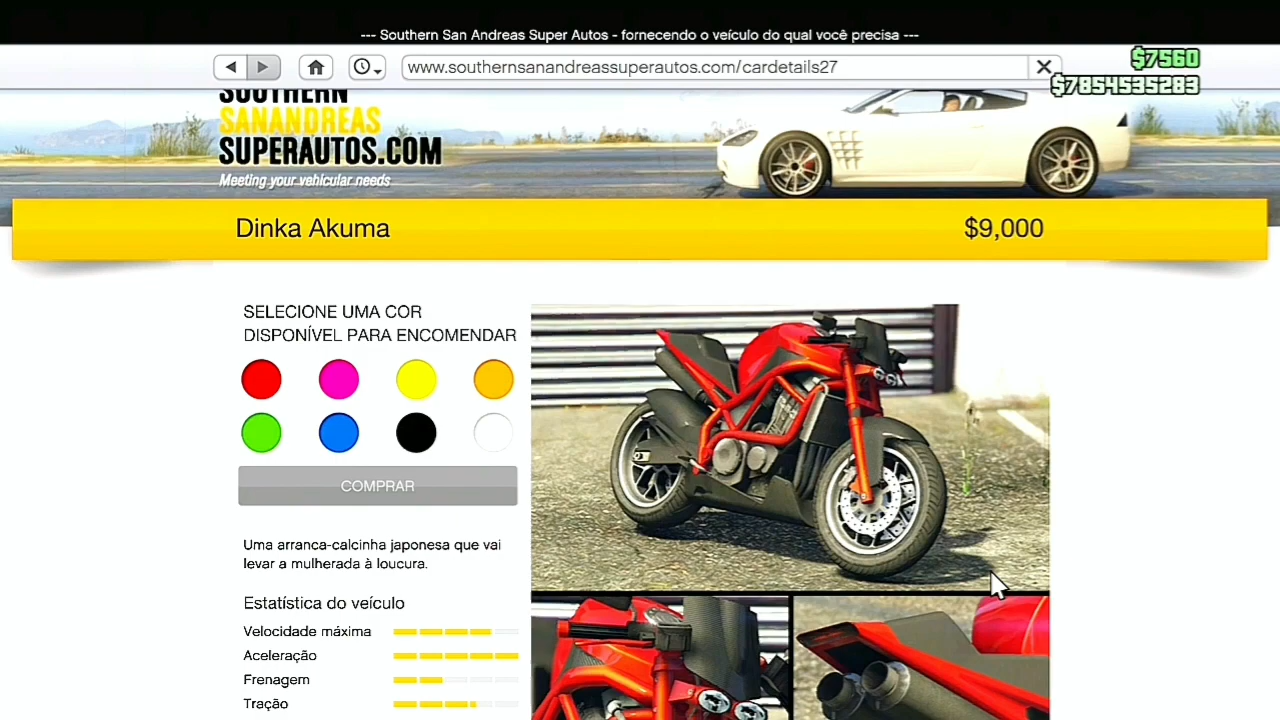 --- Southern San Andreas Super Autos - fornecendo o veículo do qual você precisa ---
www.southernsanandreassuperautos.com/cardetails27
$7560
$7854535283
SOUTHERN
SANANDREAS
SUPERAUTOS.COM
Meeting your vehicular needs
Dinka Akuma
$9,000
SELECIONE UMA COR
DISPONÍVEL PARA ENCOMENDAR
COMPRAR
Uma arranca-calcinha japonesa que vai
levar a mulherada à loucura.
Estatística do veículo
Velocidade máxima
Aceleração
Frenagem
Tração